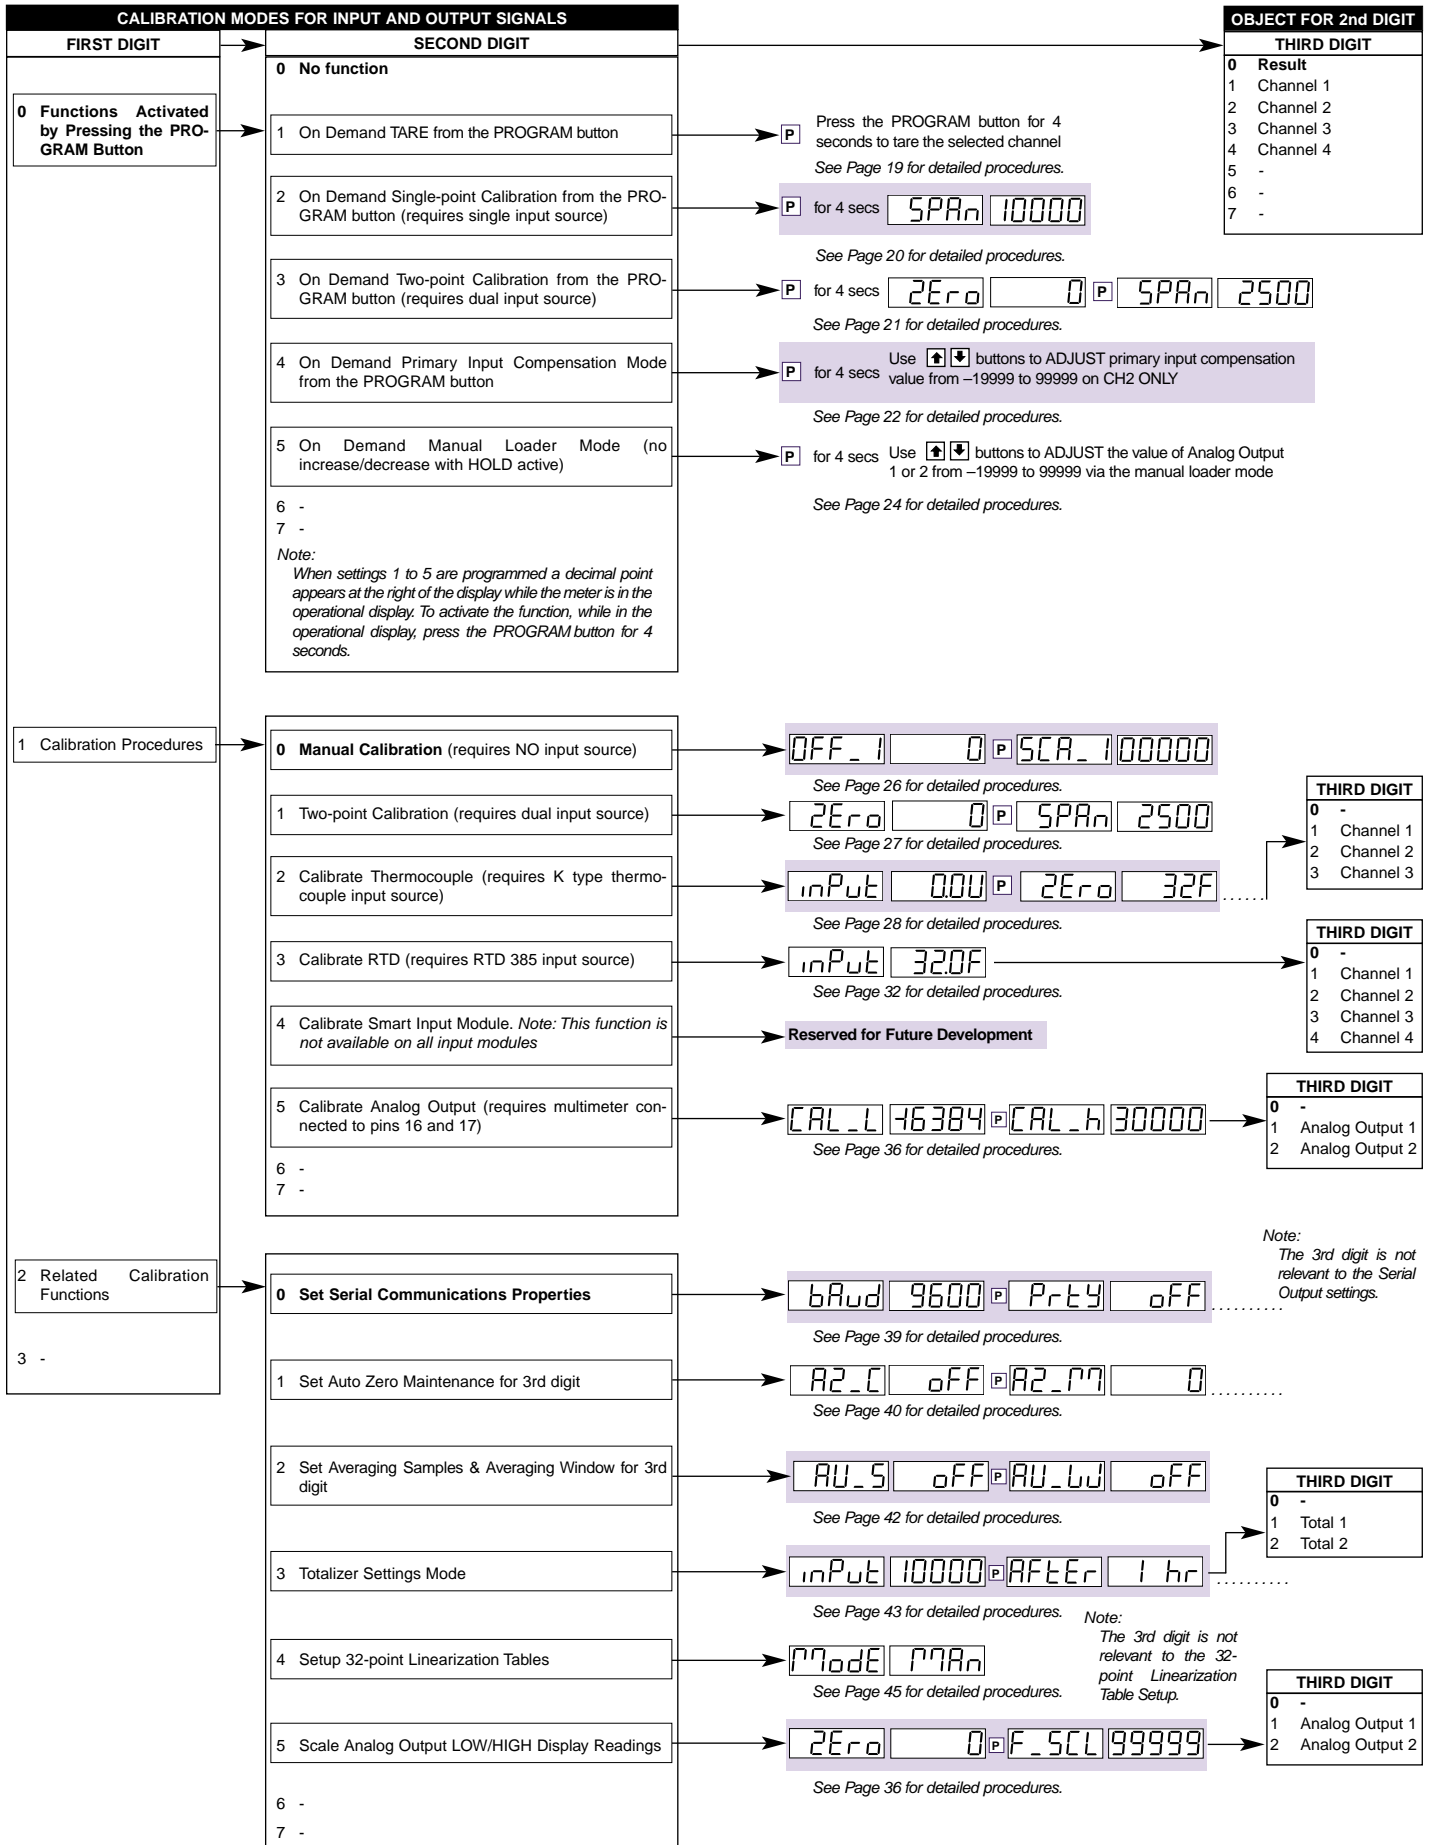 CALIBRATION MODES FOR INPUT AND OUTPUT SIGNALS
OBJECT FOR 2nd DIGIT
FIRST DIGIT
SECOND DIGIT
THIRD DIGIT
0 Result
1 Channel 1
2 Channel 2
3 Channel 3
4 Channel 4
5 -
6 -
7 -
0 Functions Activated
by Pressing the PRO-
GRAM Button
0 No function
1 On Demand TARE from the PROGRAM button
P Press the PROGRAM button for 4
seconds to tare the selected channel
See Page 19 for detailed procedures.
2 On Demand Single-point Calibration from the PRO-
GRAM button (requires single input source)
P for 4 secs SPAn 10000
See Page 20 for detailed procedures.
3 On Demand Two-point Calibration from the PRO-
GRAM button (requires dual input source)
P for 4 secs ZEro 0 P SPAn 2500
See Page 21 for detailed procedures.
4 On Demand Primary Input Compensation Mode
from the PROGRAM button
P for 4 secs Use buttons to ADJUST primary input compensation
value from –19999 to 99999 on CH2 ONLY
See Page 22 for detailed procedures.
5 On Demand Manual Loader Mode (no
increase/decrease with HOLD active)
P for 4 secs Use buttons to ADJUST the value of Analog Output
1 or 2 from –19999 to 99999 via the manual loader mode
See Page 24 for detailed procedures.
6 -
7 -
Note:
When settings 1 to 5 are programmed a decimal point
appears at the right of the display while the meter is in the
operational display. To activate the function, while in the
operational display, press the PROGRAM button for 4
seconds.
1 Calibration Procedures
0 Manual Calibration (requires NO input source)
OFF_1 0 P SCA_1 00000
See Page 26 for detailed procedures.
1 Two-point Calibration (requires dual input source)
ZEro 0 P SPAn 2500
See Page 27 for detailed procedures.
2 Calibrate Thermocouple (requires K type thermo-
couple input source)
inPut 0.0U P ZEro 32F ......
See Page 28 for detailed procedures.
THIRD DIGIT
0 -
1 Channel 1
2 Channel 2
3 Channel 3
3 Calibrate RTD (requires RTD 385 input source)
inPut 32.0F
See Page 32 for detailed procedures.
THIRD DIGIT
0 -
1 Channel 1
2 Channel 2
3 Channel 3
4 Channel 4
4 Calibrate Smart Input Module. Note: This function is
not available on all input modules
Reserved for Future Development
5 Calibrate Analog Output (requires multimeter con-
nected to pins 16 and 17)
CAL_L -16384 P CAL_h 30000
See Page 36 for detailed procedures.
THIRD DIGIT
0 -
1 Analog Output 1
2 Analog Output 2
6 -
7 -
2 Related Calibration
Functions
3 -
0 Set Serial Communications Properties
bAud 9600 P PrtY oFF ..........
See Page 39 for detailed procedures.
Note:
The 3rd digit is not
relevant to the Serial
Output settings.
1 Set Auto Zero Maintenance for 3rd digit
AZ_C oFF P AZ_M 0 ..........
See Page 40 for detailed procedures.
2 Set Averaging Samples & Averaging Window for 3rd
digit
AU_S oFF P AU_W oFF
See Page 42 for detailed procedures.
THIRD DIGIT
0 -
1 Total 1
2 Total 2
3 Totalizer Settings Mode
inPut 10000 P AFtEr 1 hr ..........
See Page 43 for detailed procedures.
4 Setup 32-point Linearization Tables
ModE MAn
See Page 45 for detailed procedures.
Note:
The 3rd digit is not
relevant to the 32-
point Linearization
Table Setup.
5 Scale Analog Output LOW/HIGH Display Readings
ZEro 0 P F_SCL 99999
See Page 36 for detailed procedures.
THIRD DIGIT
0 -
1 Analog Output 1
2 Analog Output 2
6 -
7 -